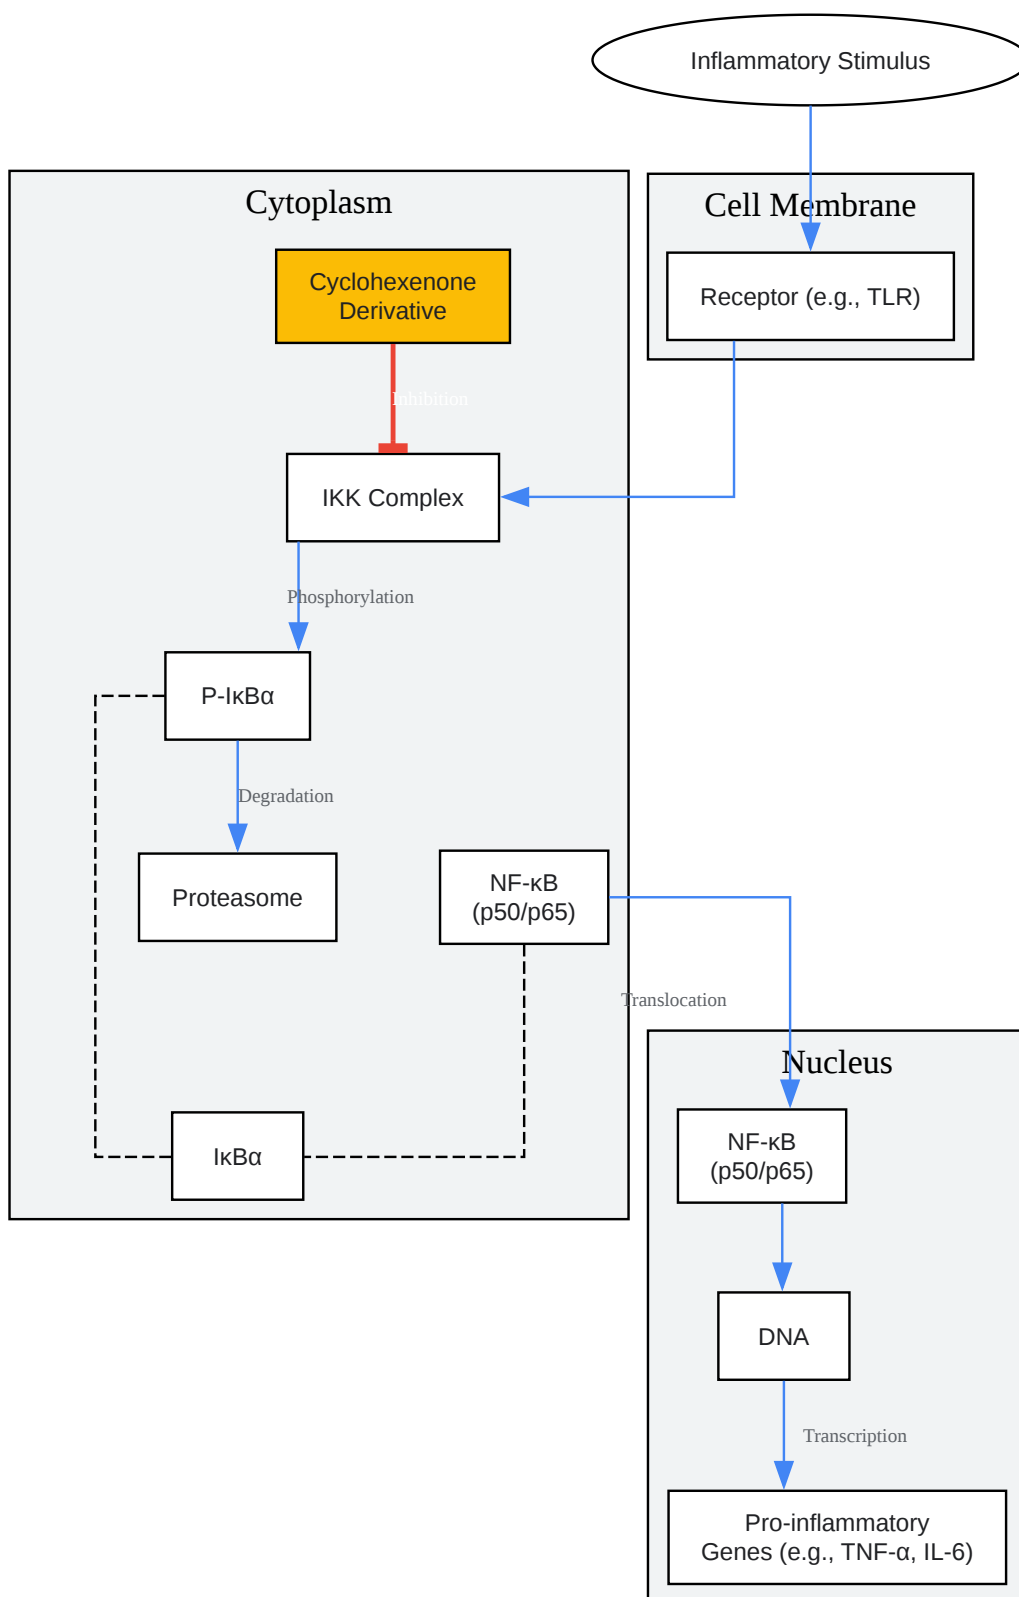 Inflammatory Stimulus
Cytoplasm
Cell Membrane
Cyclohexenone
Derivative
Receptor (e.g., TLR)
Inhibition
IKK Complex
Phosphorylation
P-IκBα
Degradation
Proteasome
NF-κB
(p50/p65)
Translocation
Nucleus
IκBα
NF-κB
(p50/p65)
DNA
Transcription
Pro-inflammatory
Genes (e.g., TNF-α, IL-6)